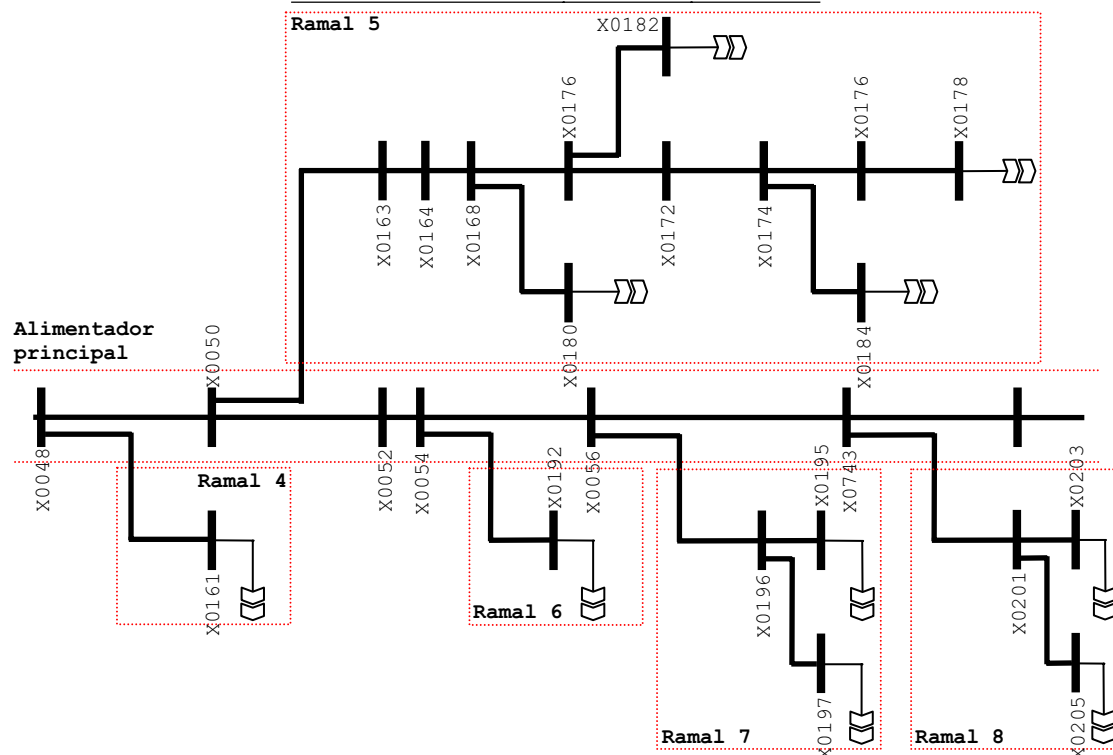 Ramal 5
X0182
X0176
X0176
X0178
X0163
X0164
X0168
X0172
X0174
X0180
X0184
Alimentador
principal
X0050
X0048
X0052
X0054
X0056
X0743
Ramal 4
X0161
X0192
Ramal 6
X0195
X0196
X0197
Ramal 7
X0203
X0201
X0205
Ramal 8